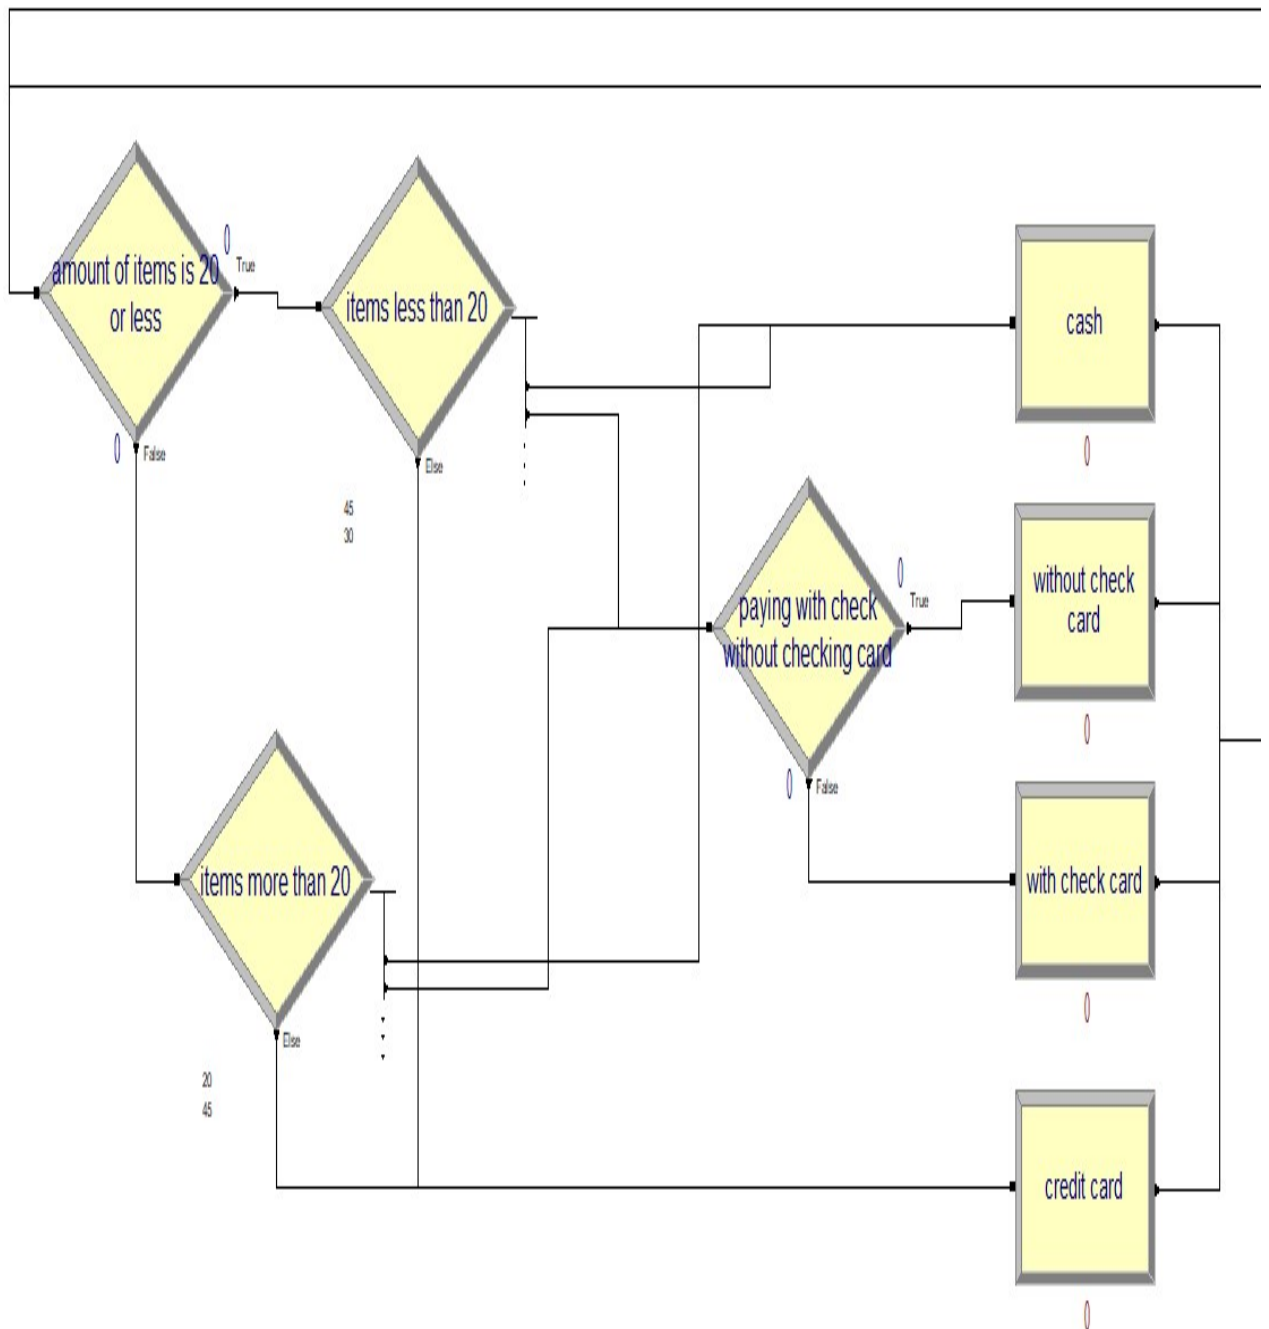 amount of items is 20
or less
0
True
0
False
items less than 20
Else
45
30
cash
0
paying with check
without checking card
0
True
0
False
without check
card
0
items more than 20
Else
20
45
with check card
0
credit card
0